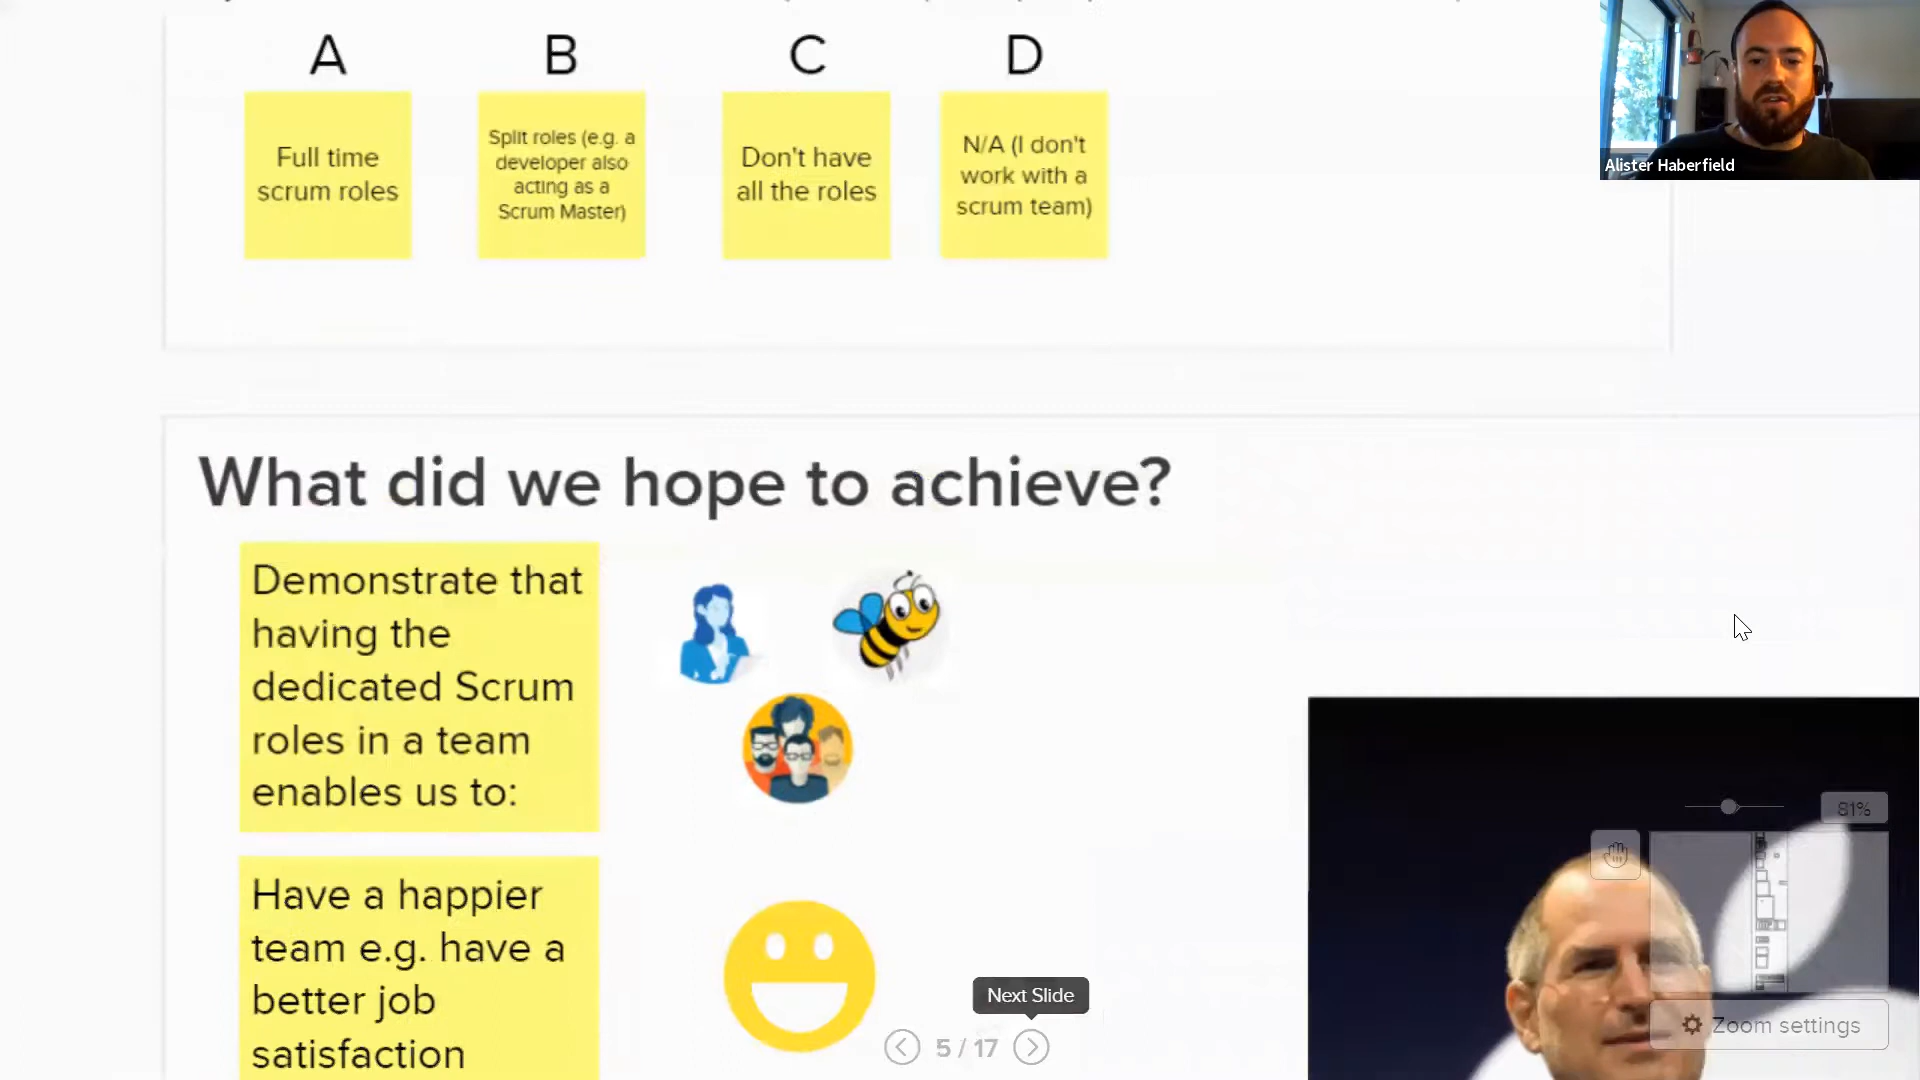 A
B
C
D
Full time
scrum roles
Split roles (e.g. a
developer also
acting as a
Scrum Master)
Don't have
all the roles
N/A (I don't
work with a
scrum team)
Alister Haberfield
What did we hope to achieve?
Demonstrate that
having the
dedicated Scrum
roles in a team
enables us to:
Have a happier
team e.g. have a
better job
satisfaction
Next Slide
5 / 17
81%
Zoom settings